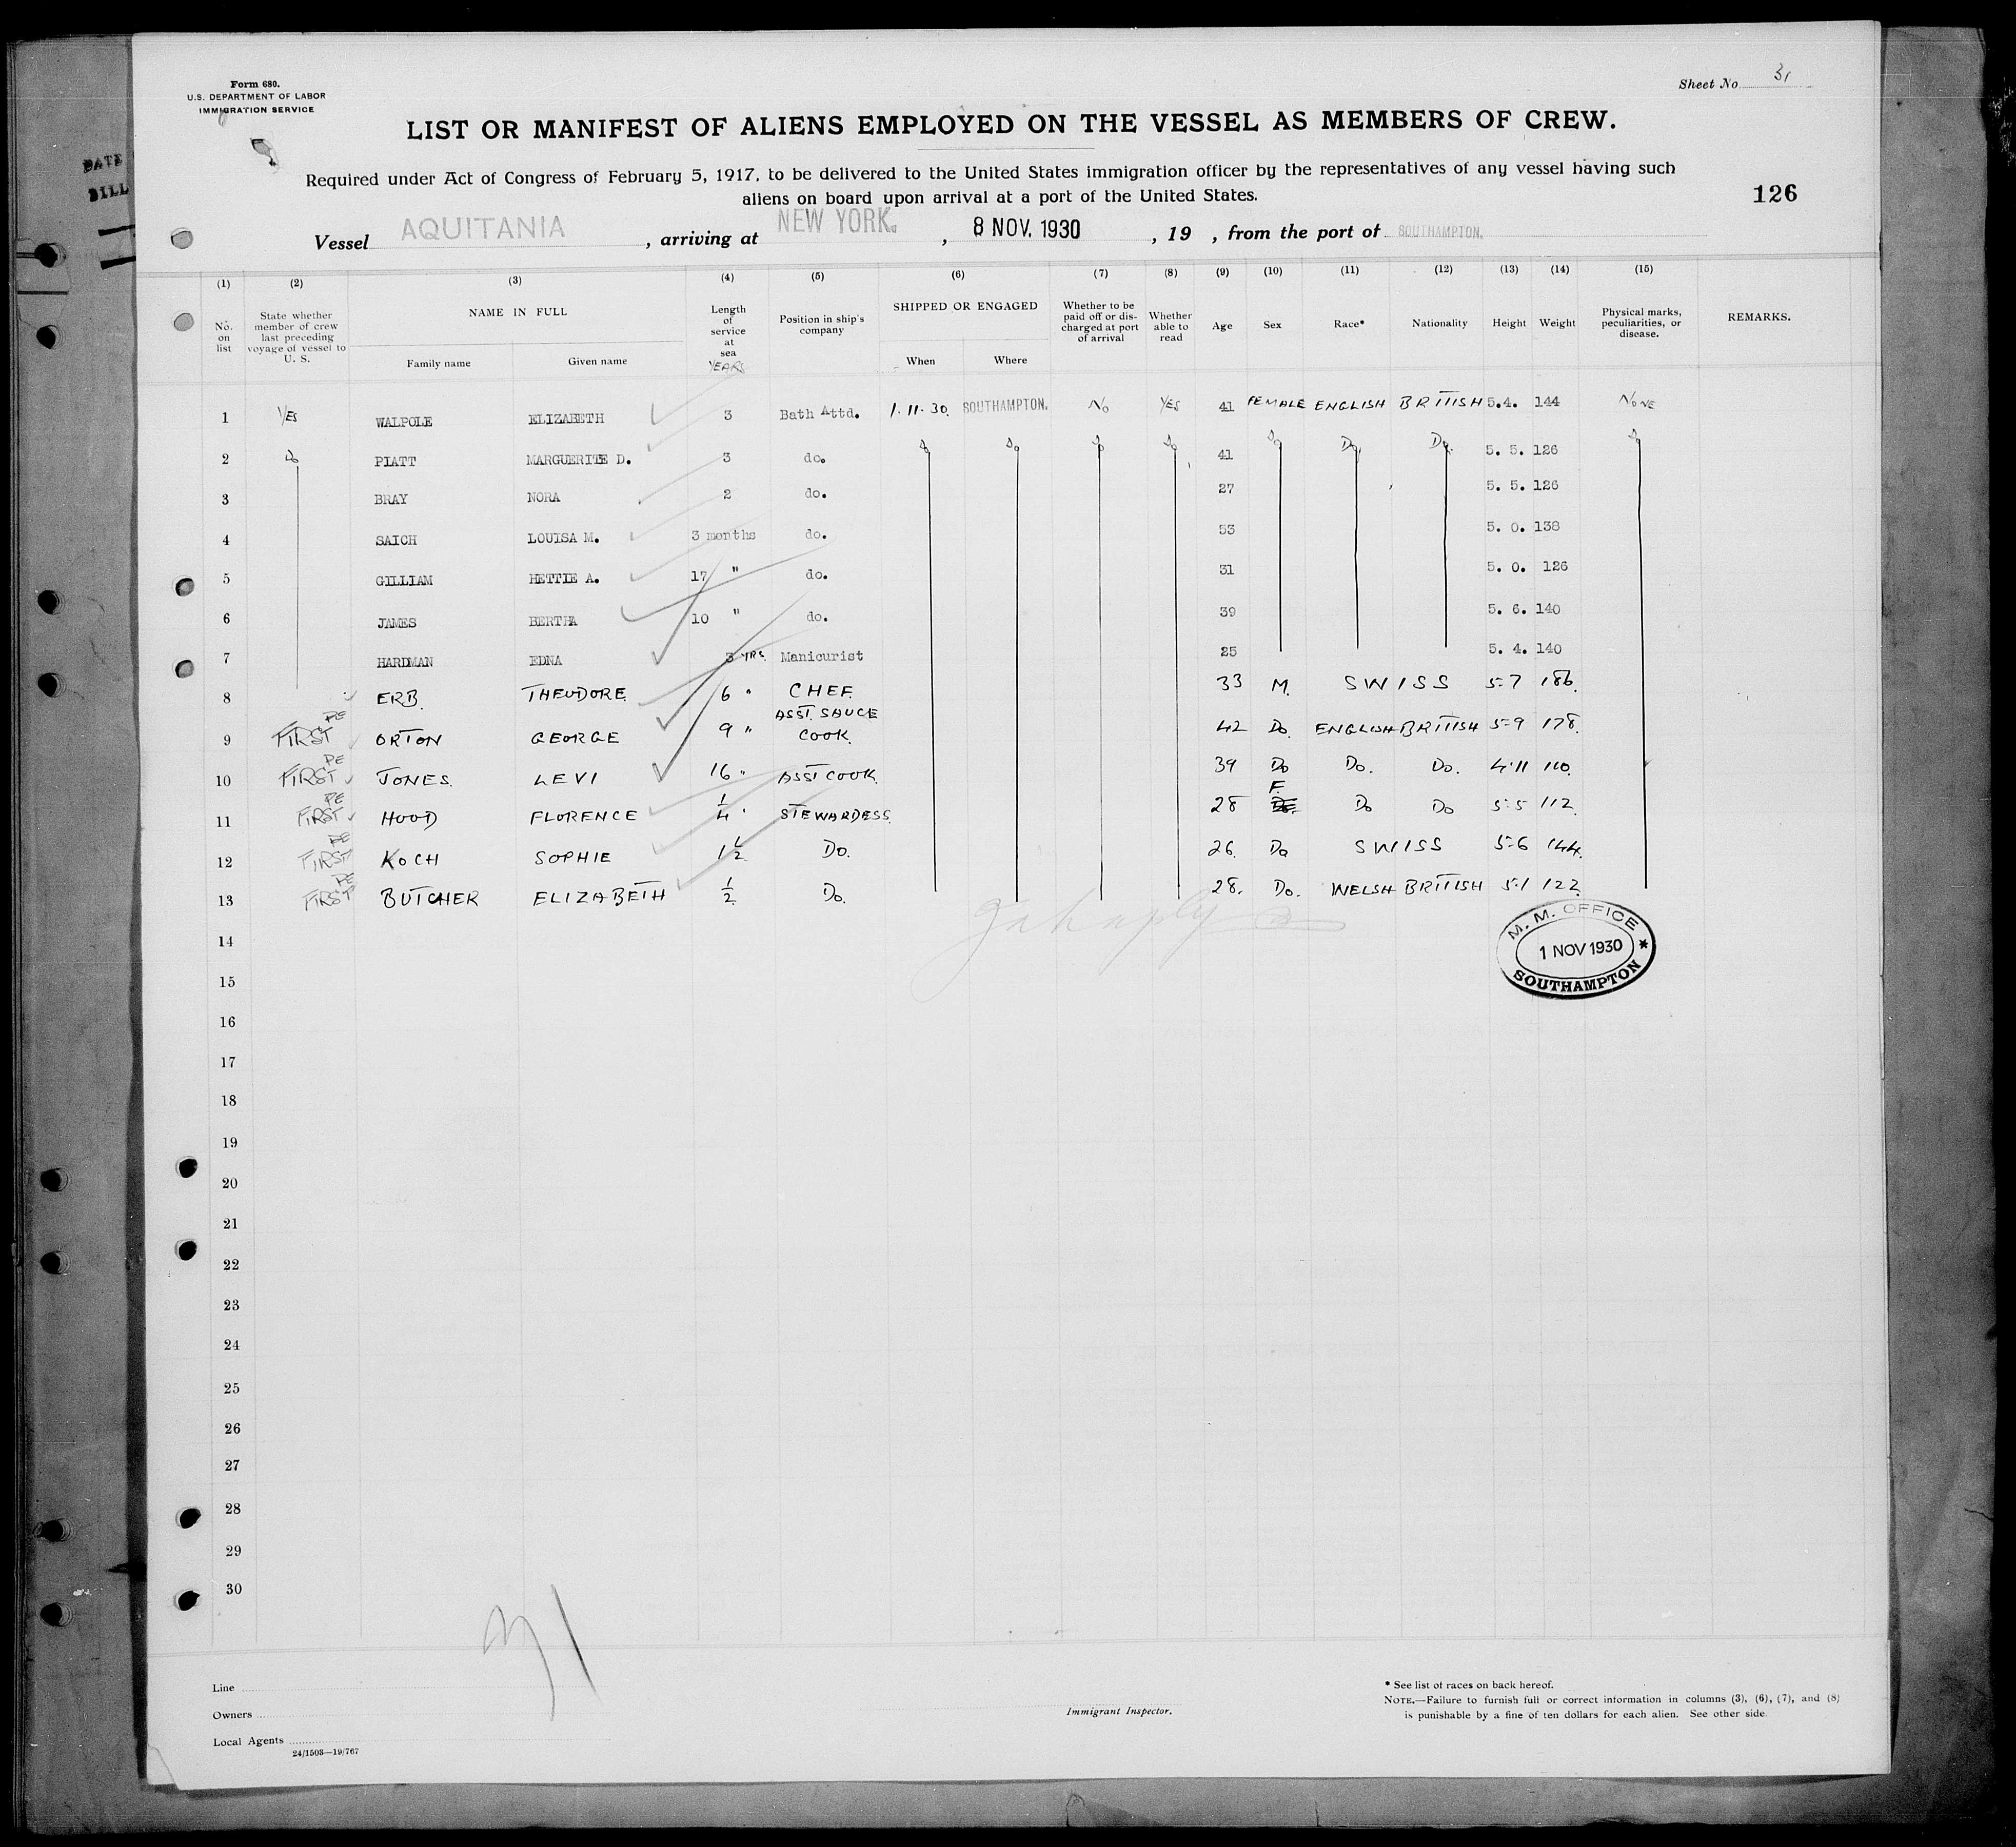 Form 680.
U.S. DEPARTMENT OF LABOR
IMMIGRATION SERVICE
Sheet No. 31
DATE
BILL
LIST OR MANIFEST OF ALIENS EMPLOYED ON THE VESSEL AS MEMBERS OF CREW.
Required under Act of Congress of February 5, 1917, to be delivered to the United States immigration officer by the representatives of any vessel having such
aliens on board upon arrival at a port of the United States.
126
Vessel AQUITANIA, arriving at NEW YORK., 8 NOV. 1930, 19 , from the port of SOUTHAMPTON.
(1) (2) (3) (4) (5) (6) (7) (8) (9) (10) (11) (12) (13) (14) (15)
No. on list
State whether member of crew last preceding voyage of vessel to U. S.
NAME IN FULL
Family name
Given name
Length of service at sea
YEARS
Position in ship's company
SHIPPED OR ENGAGED
When
Where
Whether to be paid off or discharged at port of arrival
Whether able to read
Age
Sex
Race*
Nationality
Height
Weight
Physical marks, peculiarities, or disease.
REMARKS.
1 YES WALPOLE ELIZABETH 3 Bath Attd. 1.11.30. SOUTHAMPTON. No YES 41 FEMALE ENGLISH BRITISH 5.4. 144 NONE
2 Do PIATT MARGUERITE D. 3 do. Do Do Do Do 41 Do Do Do. 5. 5. 126 Do
3 BRAY NORA 2 do. 27 5. 5. 126
4 SAICH LOUISA M. 3 months do. 53 5. 0. 138
5 GILLIAM HETTIE A. 17 " do. 31 5. 0. 126
6 JAMES BERTHA 10 " do. 39 5. 6. 140
7 HARDMAN EDNA 3 YRS. Manicurist 25 5. 4. 140
8 ERB. THEODORE. 6 " CHEF. 33 M. SWISS 5-7 186.
9 FIRST RE ORTON GEORGE 9 " ASST. SAUCE COOK. 42 Do. ENGLISH BRITISH 5-9 178.
10 FIRST RE JONES. LEVI 16 " ASST COOK. 39 Do Do. Do. 4-11 110.
11 FIRST RE HOOD FLORENCE 1/4 " STEWARDESS. 28 F. Do Do 5-5 112.
12 FIRST RE KOCH SOPHIE 1 1/2 Do. 26. Do SWISS 5-6 144.
13 FIRST RE BUTCHER ELIZABETH 1/2 Do. 28. Do. WELSH BRITISH 5-1 122.
14
M. M. OFFICE
1 NOV 1930
SOUTHAMPTON *
15
16
17
18
19
20
21
22
23
24
25
26
27
28
29
30
Line
Owners
Local Agents
24/1503—19/767
Immigrant Inspector.
* See list of races on back hereof.
NOTE.—Failure to furnish full or correct information in columns (3), (6), (7), and (8)
is punishable by a fine of ten dollars for each alien. See other side.